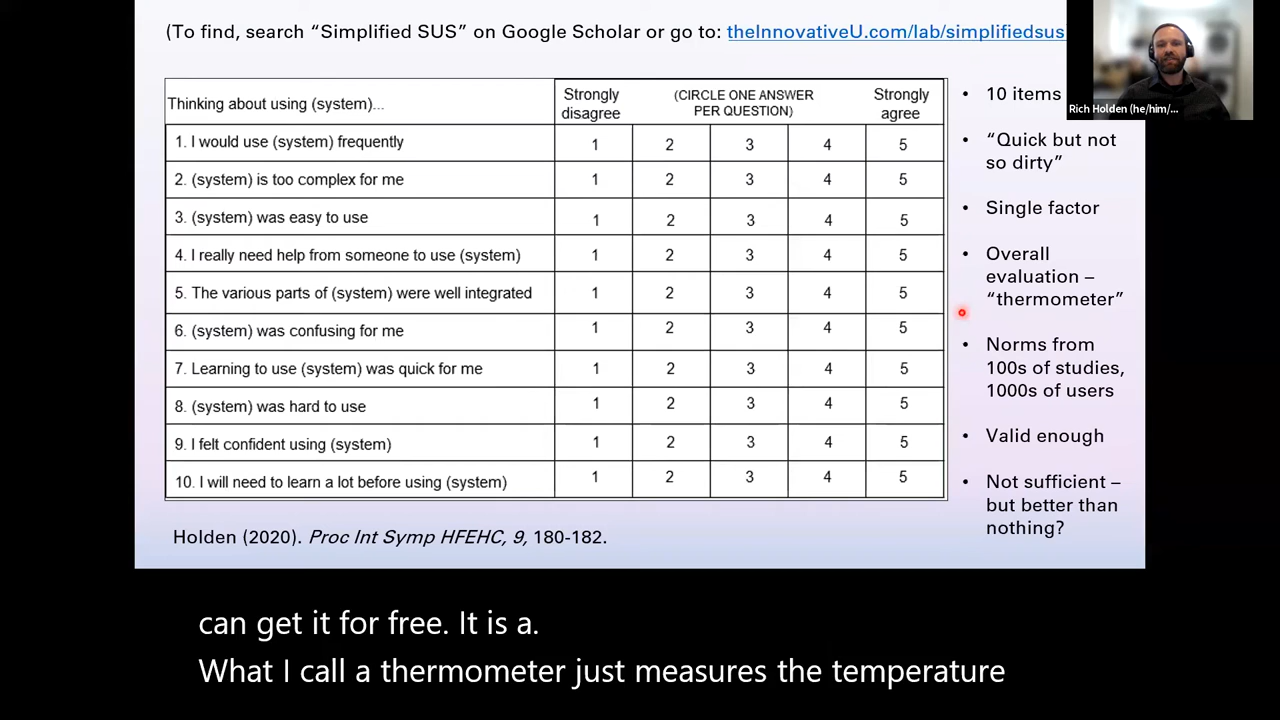 (To find, search “Simplified SUS” on Google Scholar or go to: theInnovativeU.com/lab/simplifiedsus
Rich Holden (he/him/...
Thinking about using (system)... Strongly disagree (CIRCLE ONE ANSWER PER QUESTION) Strongly agree
1. I would use (system) frequently 1 2 3 4 5
2. (system) is too complex for me 1 2 3 4 5
3. (system) was easy to use 1 2 3 4 5
4. I really need help from someone to use (system) 1 2 3 4 5
5. The various parts of (system) were well integrated 1 2 3 4 5
6. (system) was confusing for me 1 2 3 4 5
7. Learning to use (system) was quick for me 1 2 3 4 5
8. (system) was hard to use 1 2 3 4 5
9. I felt confident using (system) 1 2 3 4 5
10. I will need to learn a lot before using (system) 1 2 3 4 5
• 10 items
• “Quick but not
so dirty”
• Single factor
• Overall
evaluation –
“thermometer”
• Norms from
100s of studies,
1000s of users
• Valid enough
• Not sufficient –
but better than
nothing?
Holden (2020). Proc Int Symp HFEHC, 9, 180-182.
can get it for free. It is a.
What I call a thermometer just measures the temperature